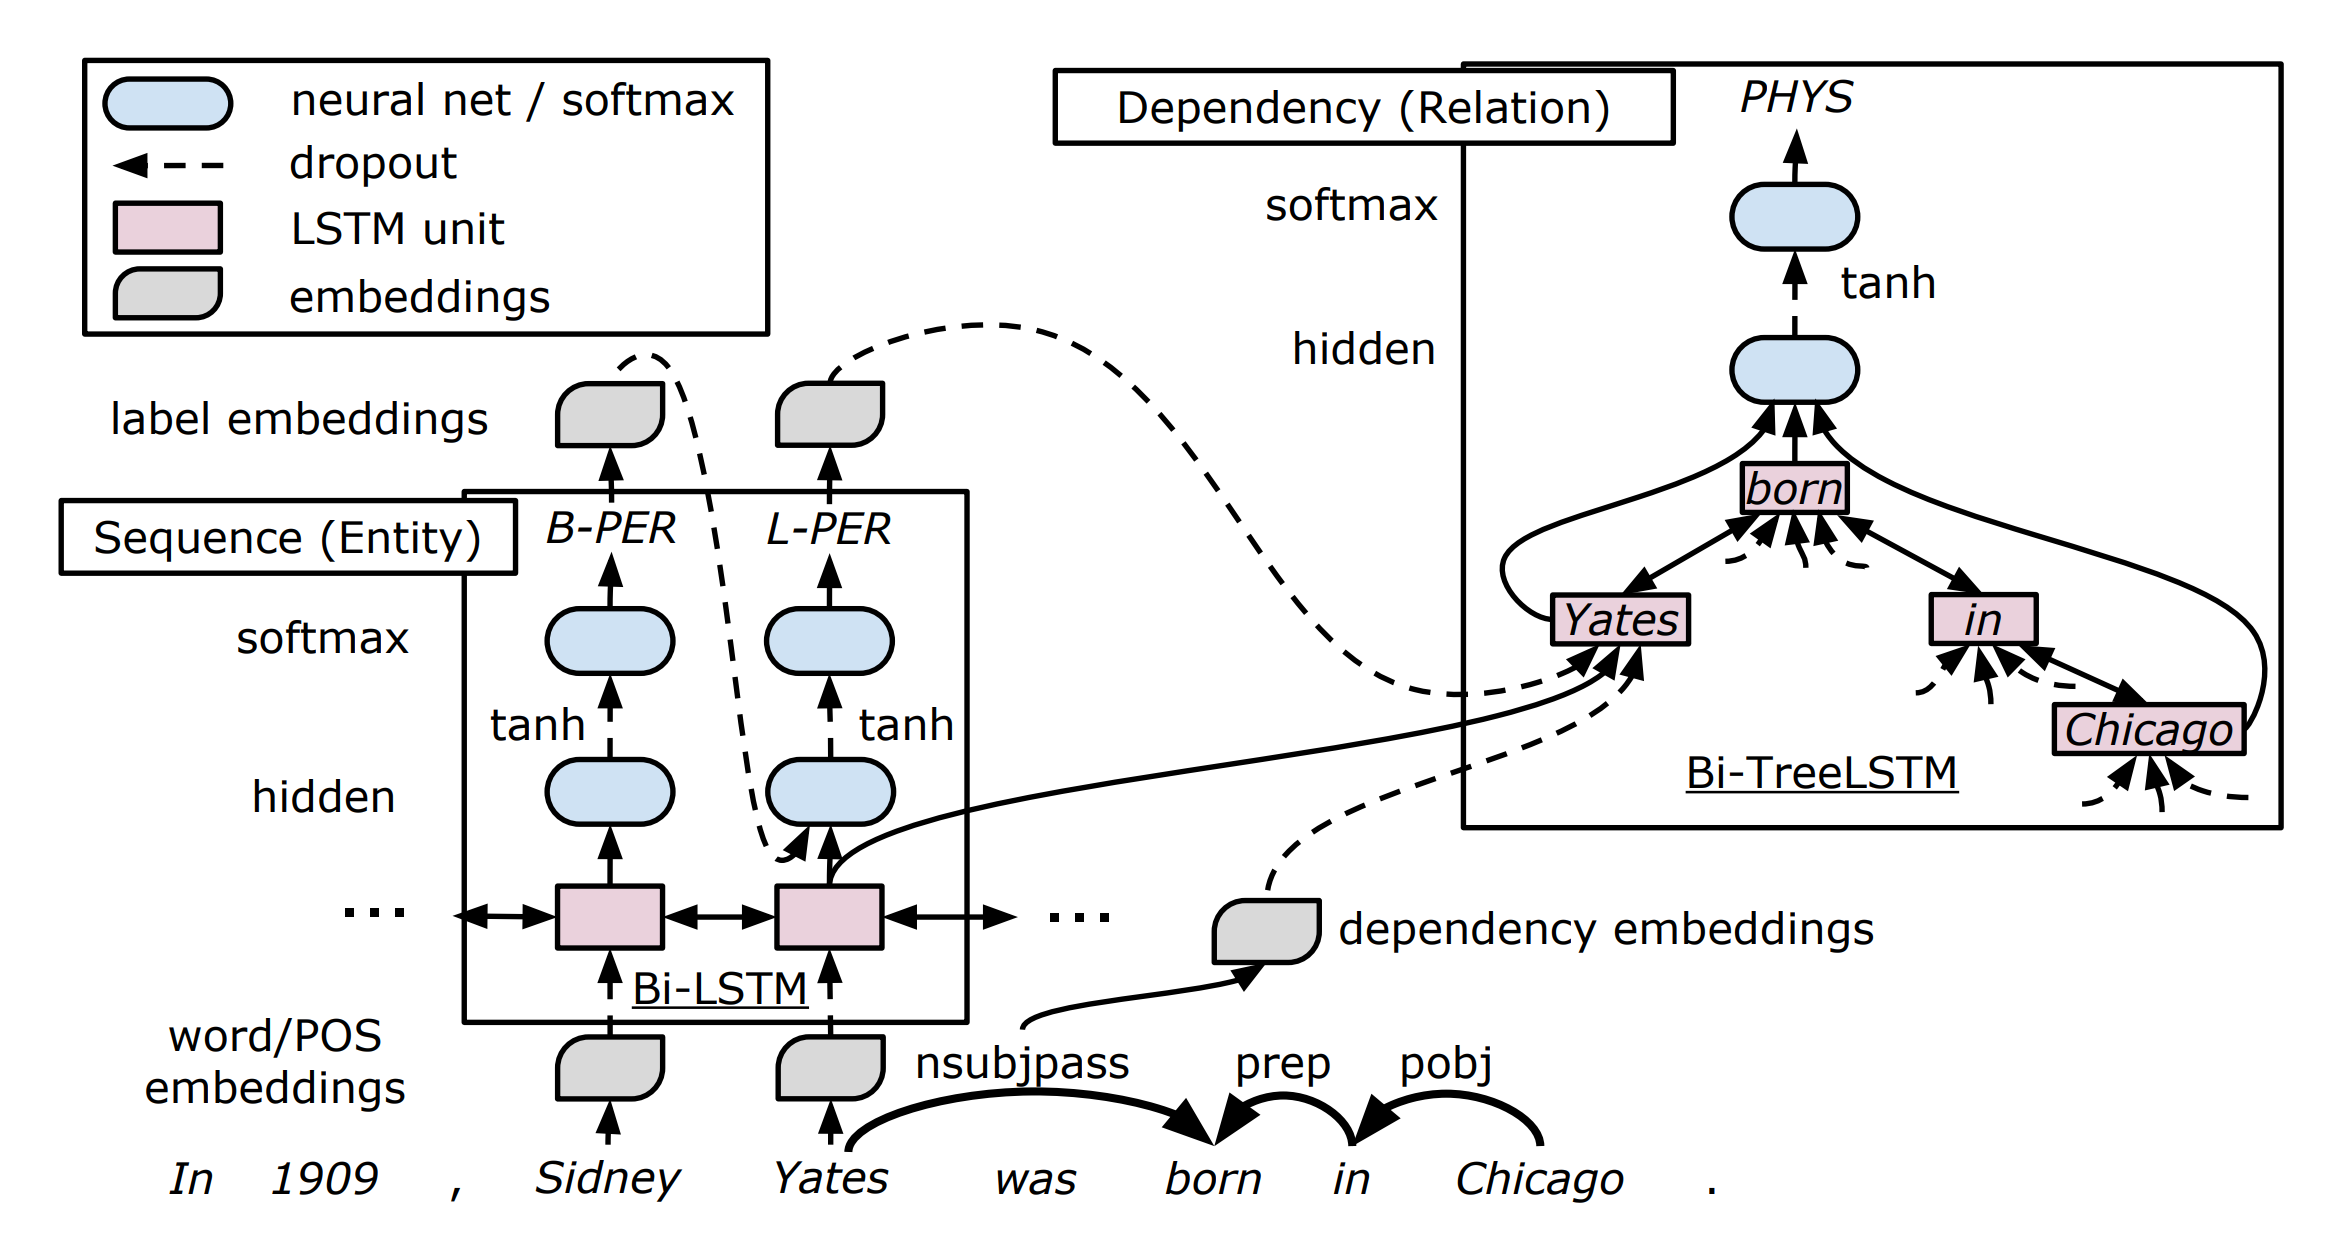 neural net / softmax
dropout
LSTM unit
embeddings
Dependency (Relation)
PHYS
softmax
tanh
hidden
born
Yates
in
Chicago
Bi-TreeLSTM
label embeddings
Sequence (Entity)
B-PER
L-PER
softmax
tanh
tanh
hidden
...
...
Bi-LSTM
dependency embeddings
word/POS
embeddings
nsubjpass prep pobj
In 1909 , Sidney Yates was born in Chicago .